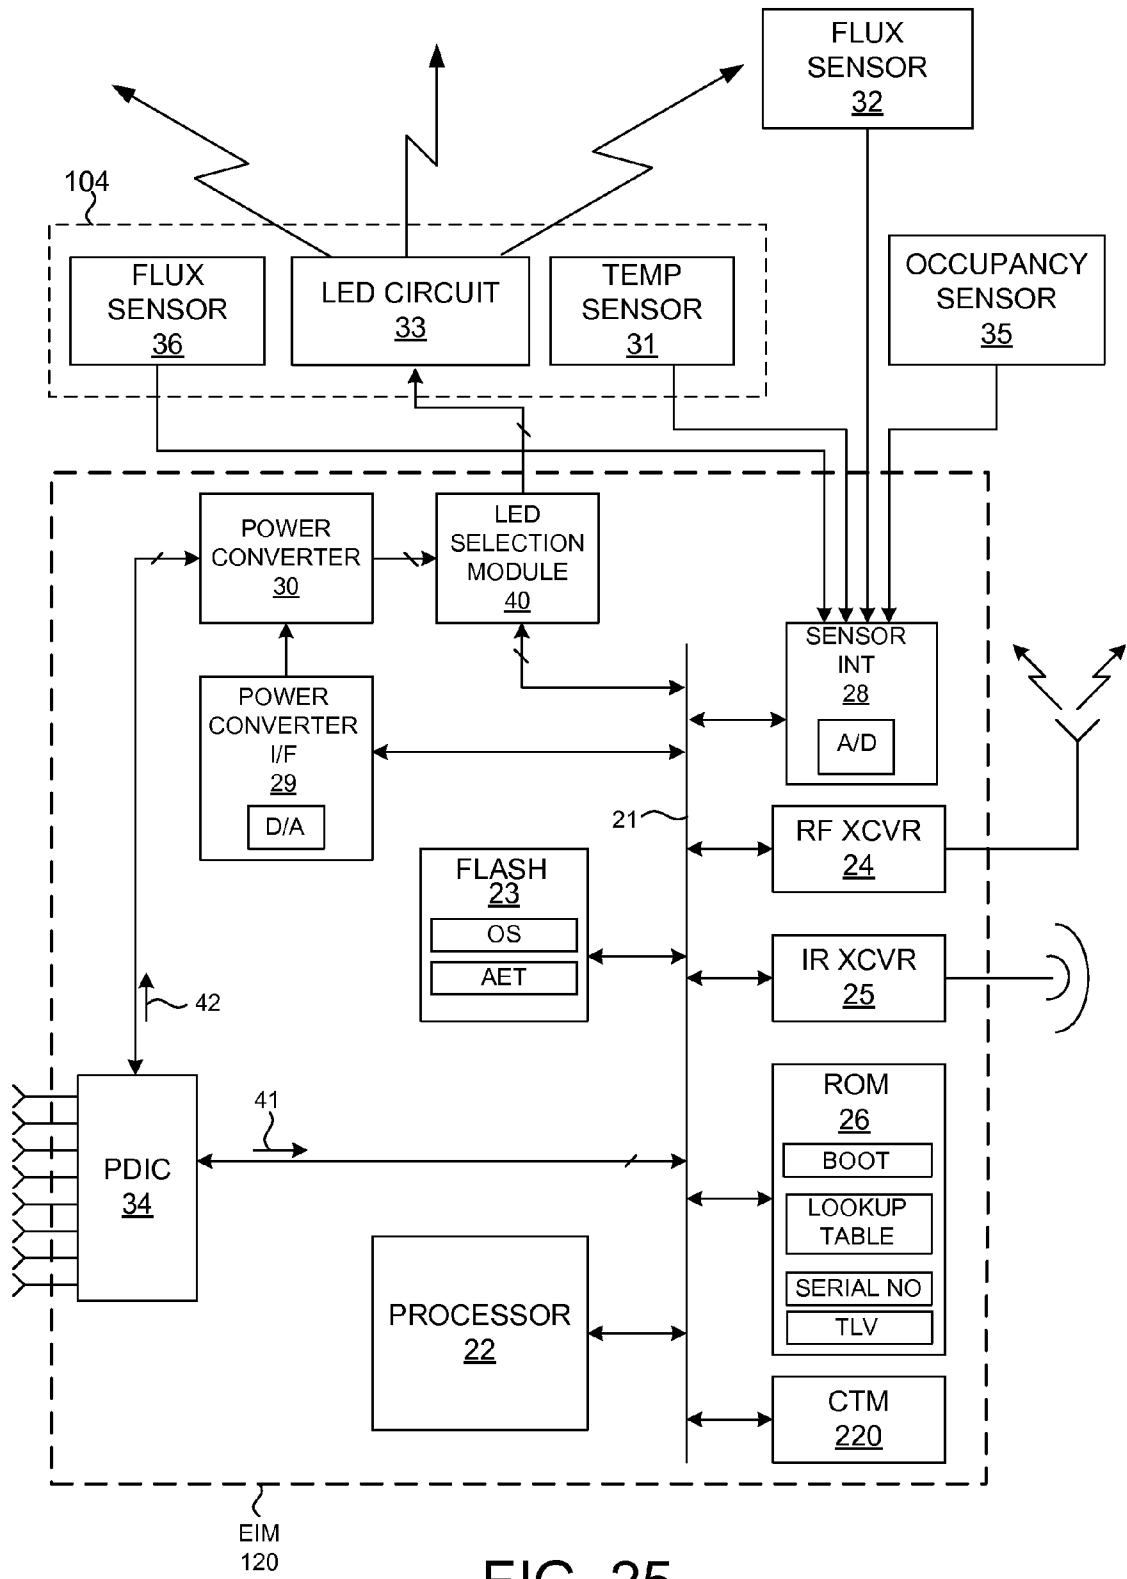 FLUX
SENSOR
32
104
FLUX
SENSOR
36
LED CIRCUIT
33
TEMP
SENSOR
31
OCCUPANCY
SENSOR
35
POWER
CONVERTER
30
LED
SELECTION
MODULE
40
SENSOR
INT
28
A/D
POWER
CONVERTER
I/F
29
D/A
21
RF XCVR
24
FLASH
23
OS
AET
IR XCVR
25
42
ROM
26
BOOT
LOOKUP
TABLE
SERIAL NO
TLV
41
PDIC
34
PROCESSOR
22
CTM
220
EIM
120
FIG. 25